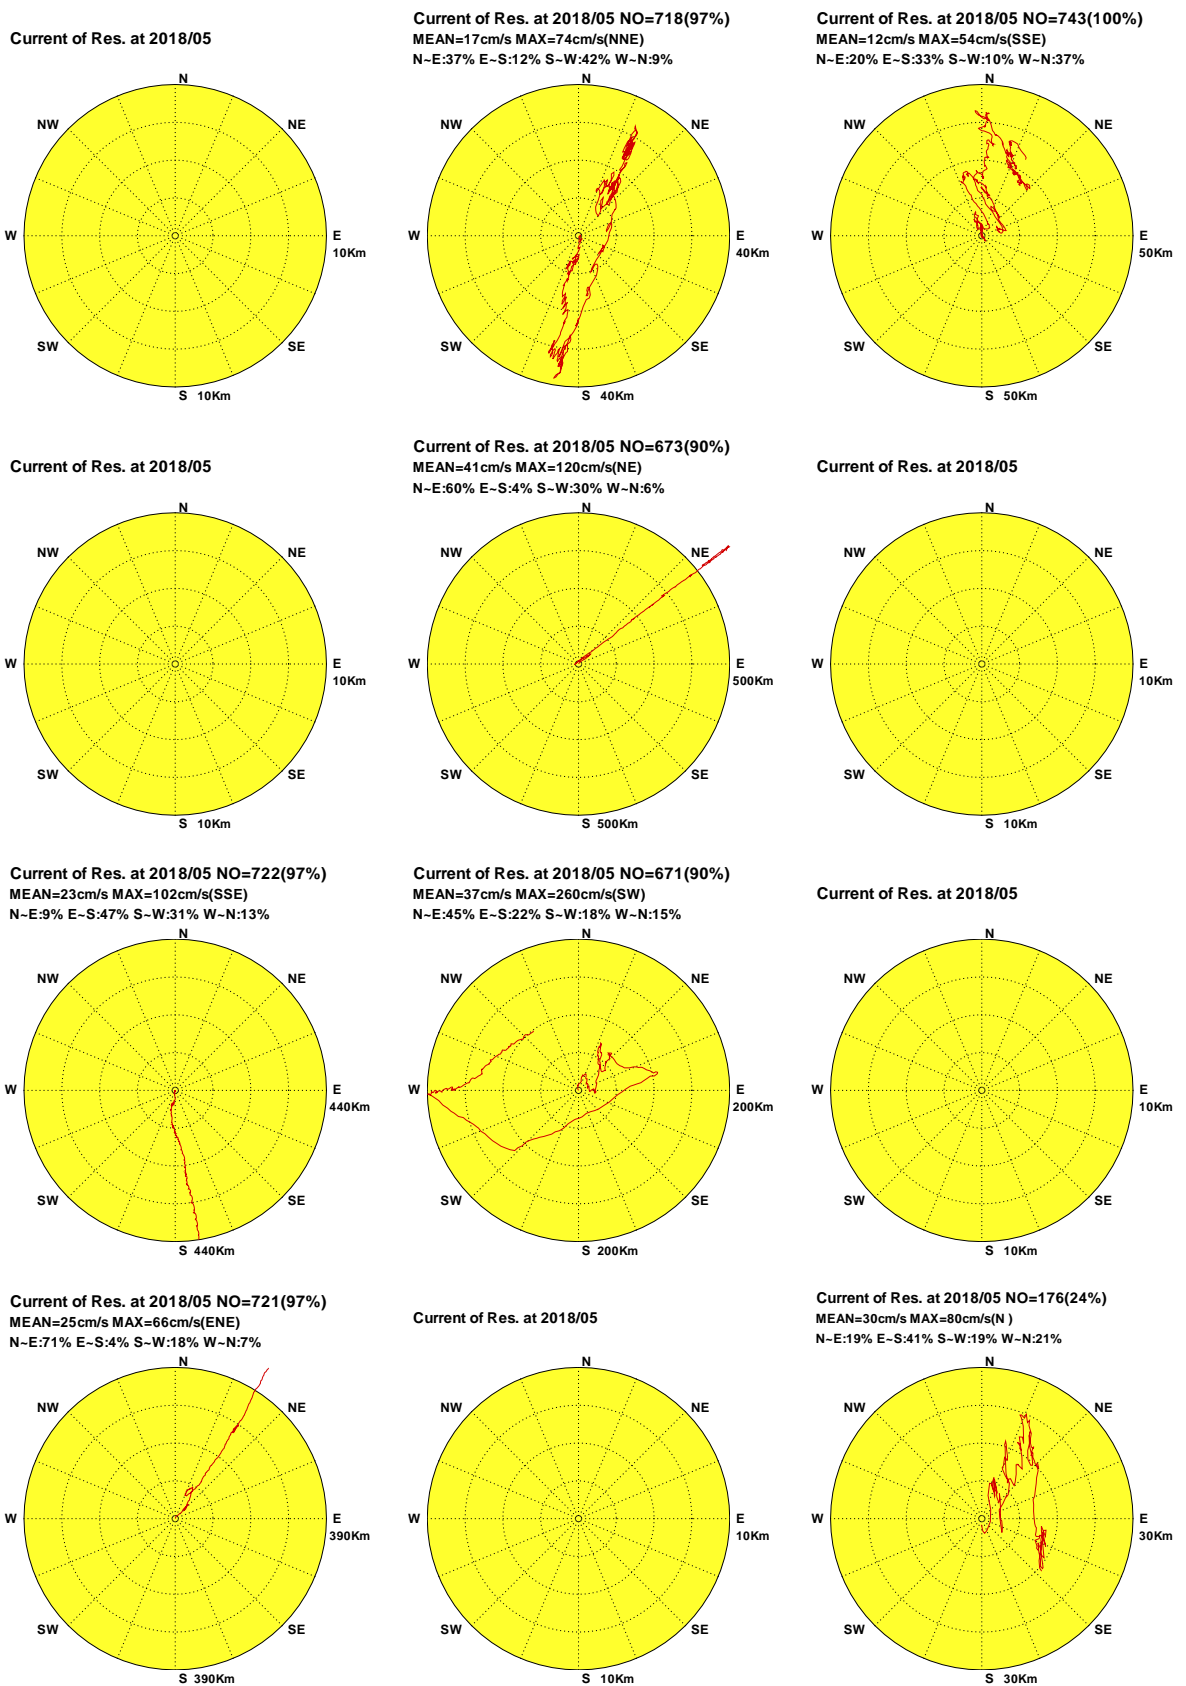 Current of Res. at 2018/05
N
NW
NE
W
E
10Km
SW
SE
S 10Km
Current of Res. at 2018/05 NO=718(97%)
MEAN=17cm/s MAX=74cm/s(NNE)
N~E:37% E~S:12% S~W:42% W~N:9%
N
NW
NE
W
E
40Km
SW
SE
S 40Km
Current of Res. at 2018/05 NO=743(100%)
MEAN=12cm/s MAX=54cm/s(SSE)
N~E:20% E~S:33% S~W:10% W~N:37%
N
NW
NE
W
E
50Km
SW
SE
S 50Km
Current of Res. at 2018/05
N
NW
NE
W
E
10Km
SW
SE
S 10Km
Current of Res. at 2018/05 NO=673(90%)
MEAN=41cm/s MAX=120cm/s(NE)
N~E:60% E~S:4% S~W:30% W~N:6%
N
NW
NE
W
E
500Km
SW
SE
S 500Km
Current of Res. at 2018/05
N
NW
NE
W
E
10Km
SW
SE
S 10Km
Current of Res. at 2018/05 NO=722(97%)
MEAN=23cm/s MAX=102cm/s(SSE)
N~E:9% E~S:47% S~W:31% W~N:13%
N
NW
NE
W
E
440Km
SW
SE
S 440Km
Current of Res. at 2018/05 NO=671(90%)
MEAN=37cm/s MAX=260cm/s(SW)
N~E:45% E~S:22% S~W:18% W~N:15%
N
NW
NE
W
E
200Km
SW
SE
S 200Km
Current of Res. at 2018/05
N
NW
NE
W
E
10Km
SW
SE
S 10Km
Current of Res. at 2018/05 NO=721(97%)
MEAN=25cm/s MAX=66cm/s(ENE)
N~E:71% E~S:4% S~W:18% W~N:7%
N
NW
NE
W
E
390Km
SW
SE
S 390Km
Current of Res. at 2018/05
N
NW
NE
W
E
10Km
SW
SE
S 10Km
Current of Res. at 2018/05 NO=176(24%)
MEAN=30cm/s MAX=80cm/s(N )
N~E:19% E~S:41% S~W:19% W~N:21%
N
NW
NE
W
E
30Km
SW
SE
S 30Km